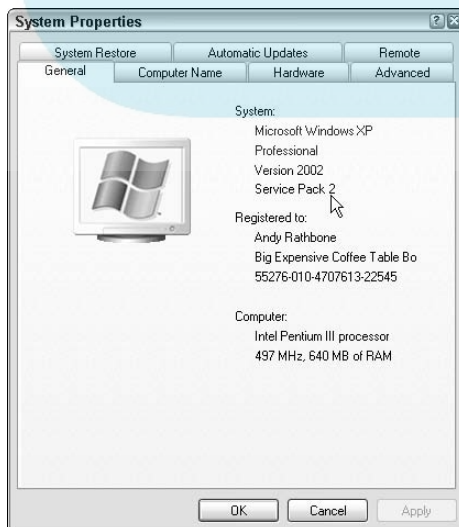 System Properties
System Restore Automatic Updates Remote
General Computer Name Hardware Advanced
System:
Microsoft Windows XP
Professional
Version 2002
Service Pack 2
Registered to:
Andy Rathbone
Big Expensive Coffee Table Bo
55276-010-4707613-22545
Computer:
Intel Pentium III processor
497 MHz, 640 MB of RAM
OK Cancel Apply